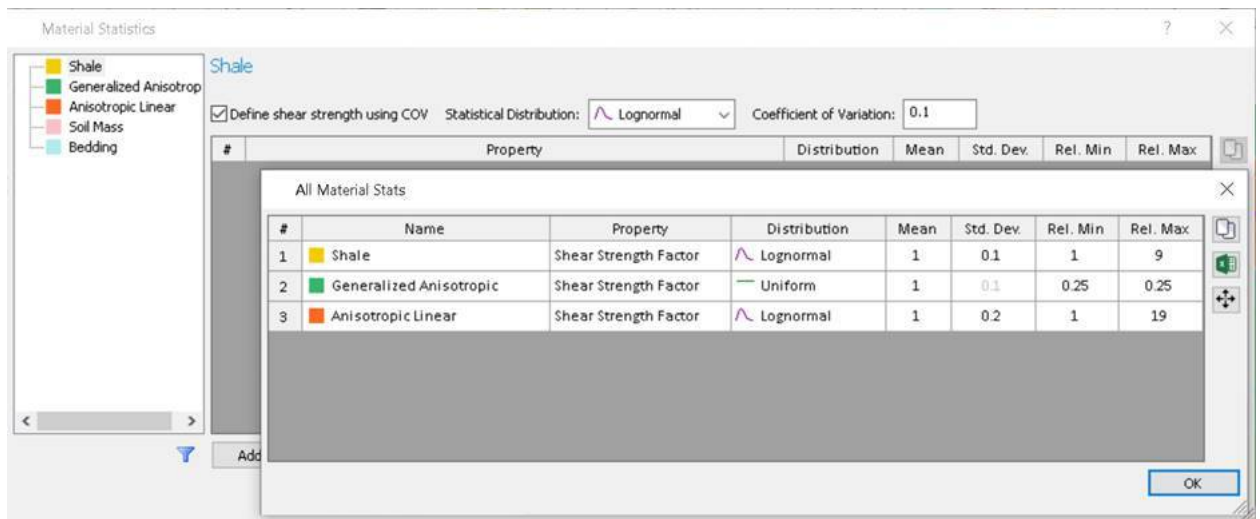 Material Statistics ?
Shale
Generalized Anisotrop
Anisotropic Linear
Soil Mass
Bedding
Shale
Define shear strength using COV Statistical Distribution: Lognormal Coefficient of Variation: 0.1
# Property Distribution Mean Std. Dev. Rel. Min Rel. Max
All Material Stats
# Name Property Distribution Mean Std. Dev. Rel. Min Rel. Max
1 Shale Shear Strength Factor Lognormal 1 0.1 1 9
2 Generalized Anisotropic Shear Strength Factor Uniform 1 0.1 0.25 0.25
3 Anisotropic Linear Shear Strength Factor Lognormal 1 0.2 1 19
Add
OK